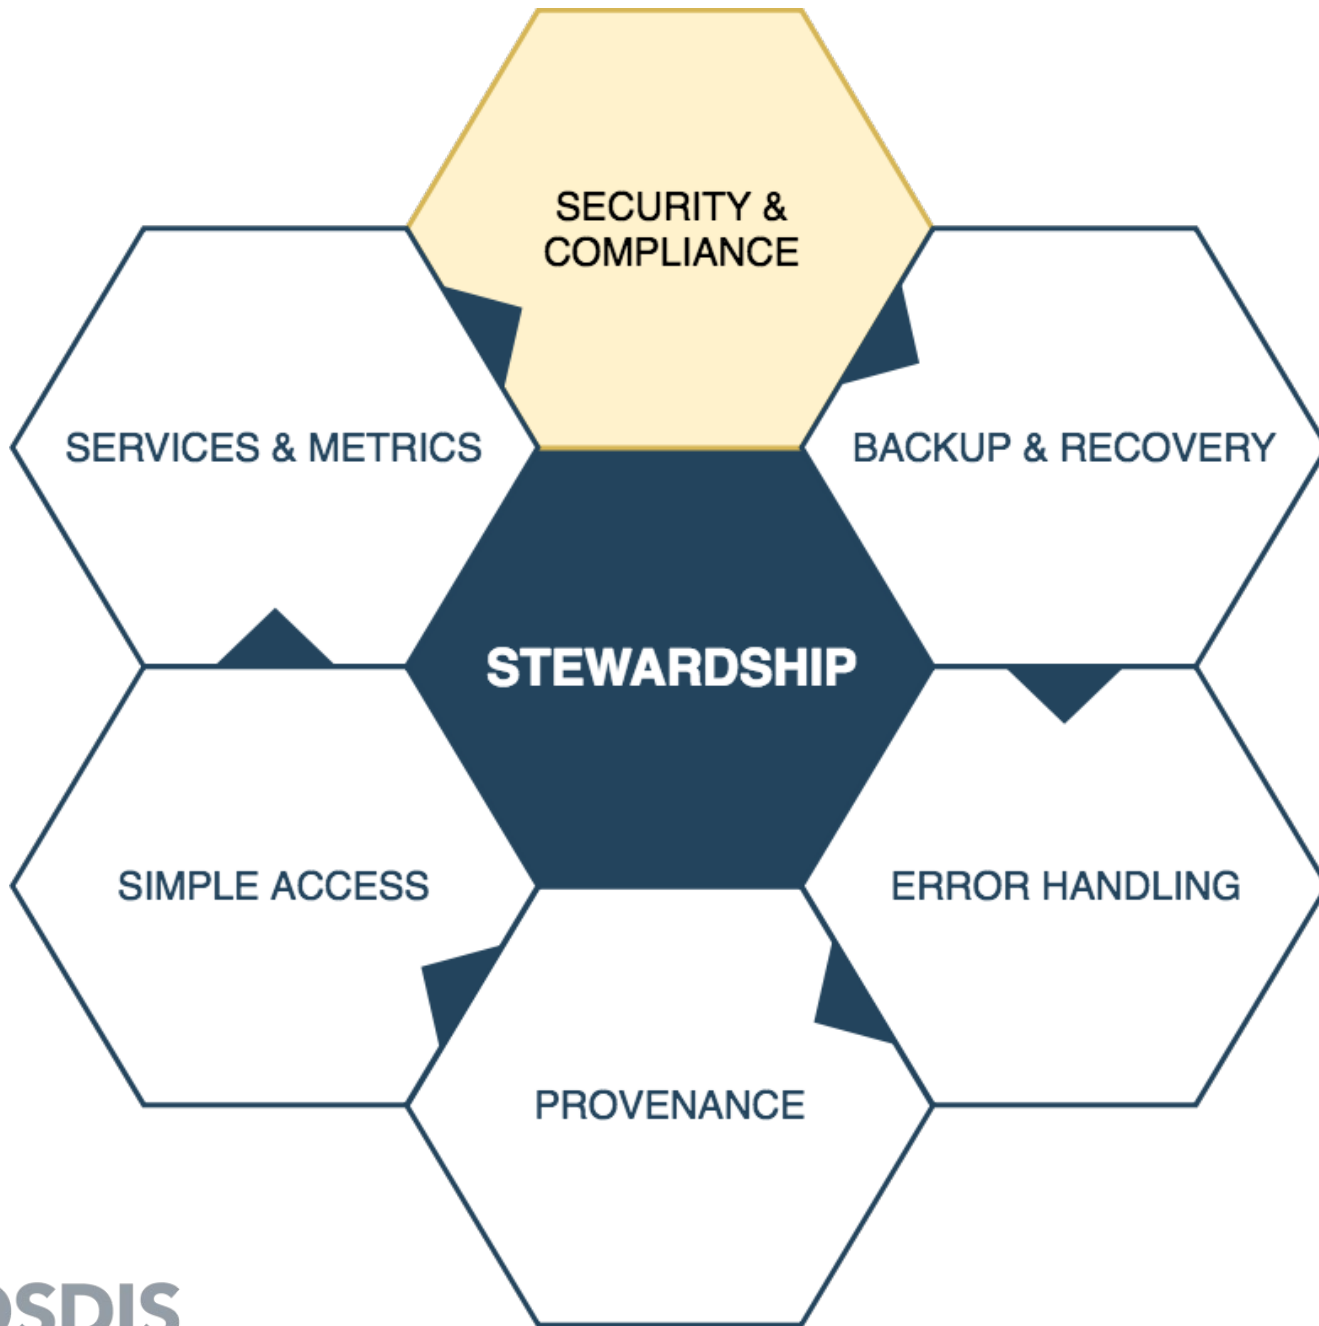 SECURITY &
COMPLIANCE
SERVICES & METRICS
BACKUP & RECOVERY
STEWARDSHIP
SIMPLE ACCESS
ERROR HANDLING
PROVENANCE